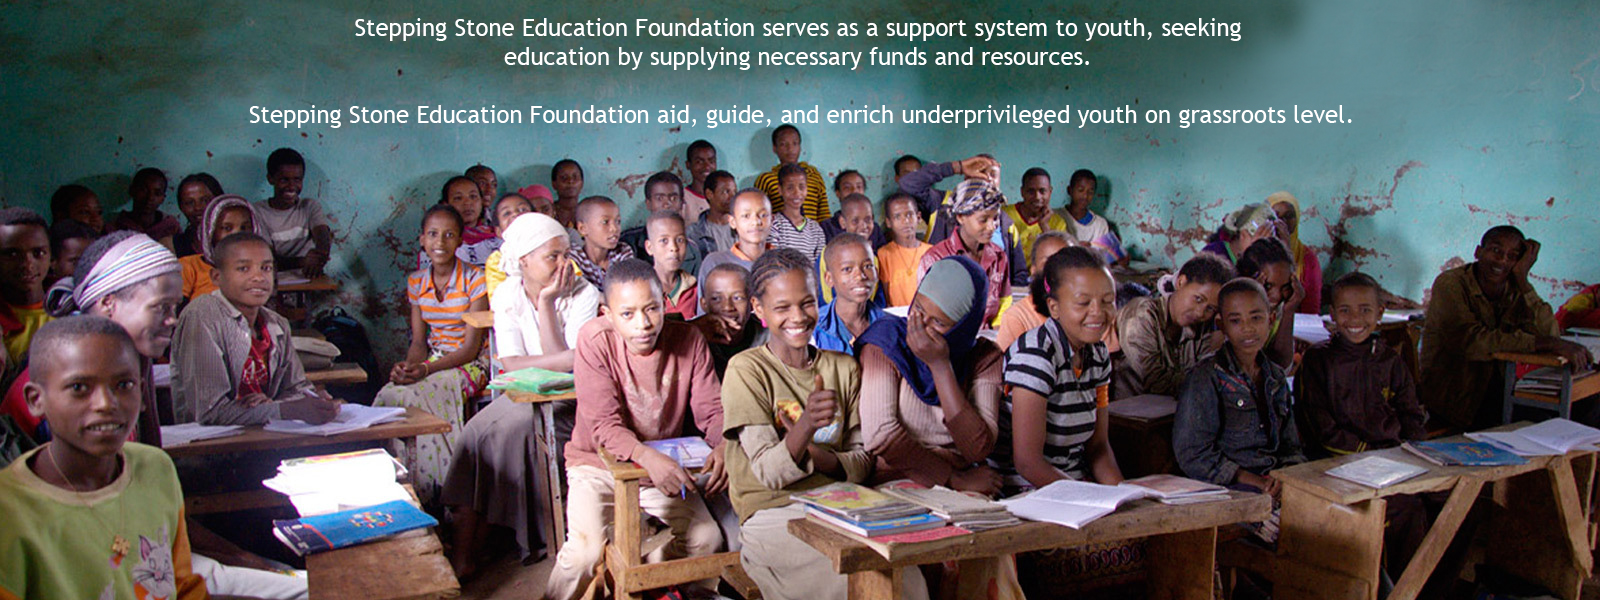 Stepping Stone Education Foundation serves as a support system to youth, seeking
education by supplying necessary funds and resources.
Stepping Stone Education Foundation aid, guide, and enrich underprivileged youth on grassroots level.